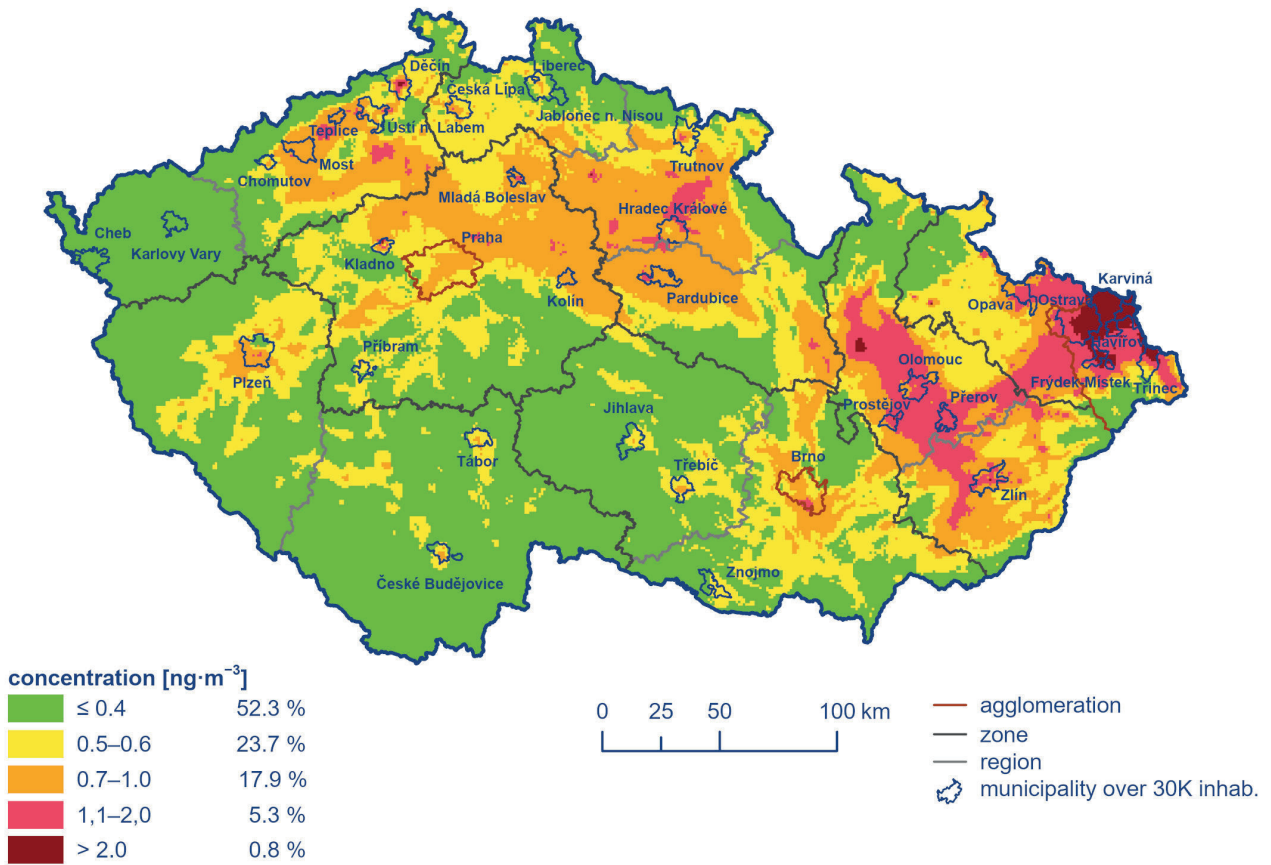 Děčín
Liberec
Česká Lípa
Jablonec n. Nisou
Teplice
Ústí n. Labem
Most
Chomutov
Trutnov
Mladá Boleslav
Hradec Králové
Cheb
Karlovy Vary
Praha
Kladno
Kolín
Pardubice
Karviná
Opava
Ostrava
Havířov
Olomouc
Frýdek-Místek
Třinec
Plzeň
Příbram
Prostějov
Přerov
Jihlava
Tábor
Třebíč
Brno
Zlín
České Budějovice
Znojmo
concentration [ng·m⁻³]
≤ 0.4 52.3 %
0.5–0.6 23.7 %
0.7–1.0 17.9 %
1,1–2,0 5.3 %
> 2.0 0.8 %
0 25 50 100 km
agglomeration
zone
region
municipality over 30K inhab.